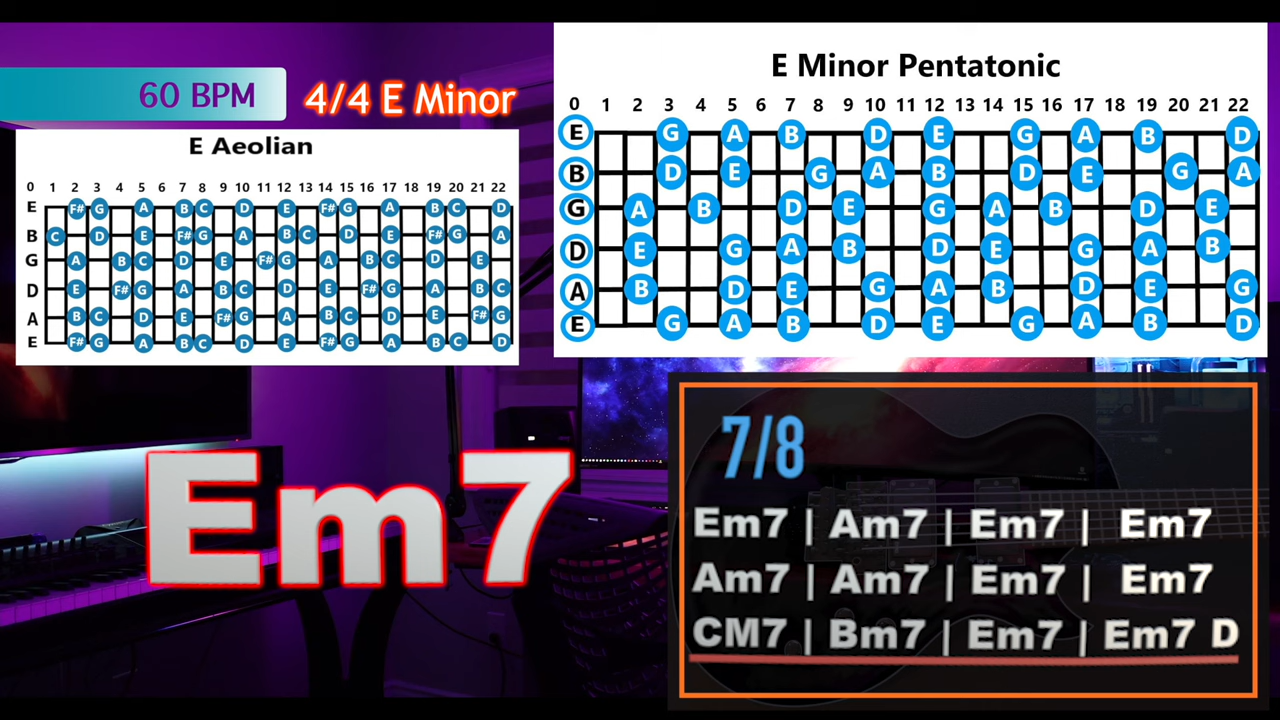 60 BPM
4/4 E Minor
E Aeolian
0 1 2 3 4 5 6 7 8 9 10 11 12 13 14 15 16 17 18 19 20 21 22
E F# G A B C D E F# G A B C D
B C D E F# G A B C D E F# G A
G A B C D E F# G A B C D E
D E F# G A B C D E F# G A B C
A B C D E F# G A B C D E F# G
E F# G A B C D E F# G A B C D
E Minor Pentatonic
0 1 2 3 4 5 6 7 8 9 10 11 12 13 14 15 16 17 18 19 20 21 22
E G A B D E G A B D
B D E G A B D E G A
G A B D E G A B D E
D E G A B D E G A B
A B D E G A B D E G
E G A B D E G A B D
Em7
7/8
Em7 | Am7 | Em7 | Em7
Am7 | Am7 | Em7 | Em7
CM7 | Bm7 | Em7 | Em7 D